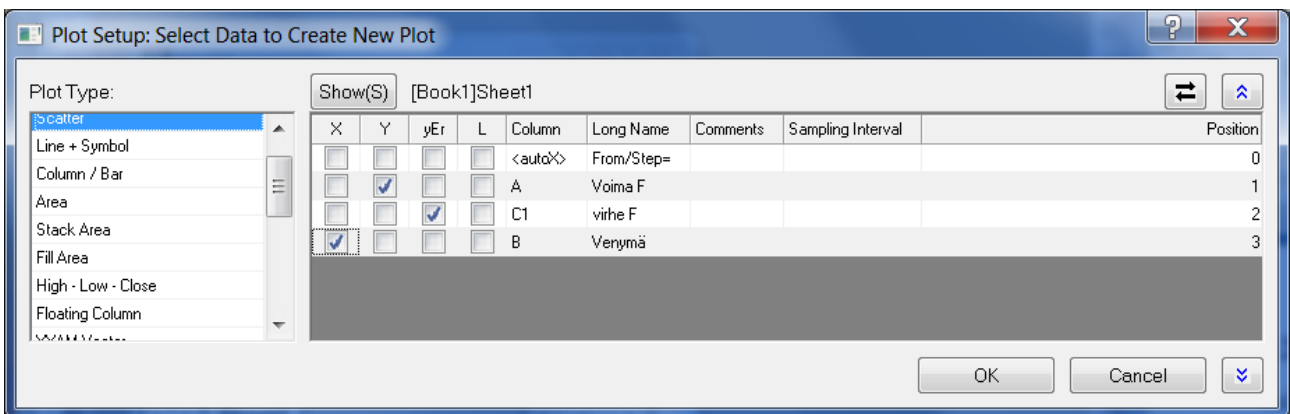 Plot Setup: Select Data to Create New Plot
Plot Type:
Show(S) [Book1]Sheet1
Scatter
Line + Symbol
Column / Bar
Area
Stack Area
Fill Area
High - Low - Close
Floating Column
X Y yEr L Column Long Name Comments Sampling Interval Position
<autoX> From/Step= 0
A Voima F 1
C1 virhe F 2
B Venymä 3
OK Cancel